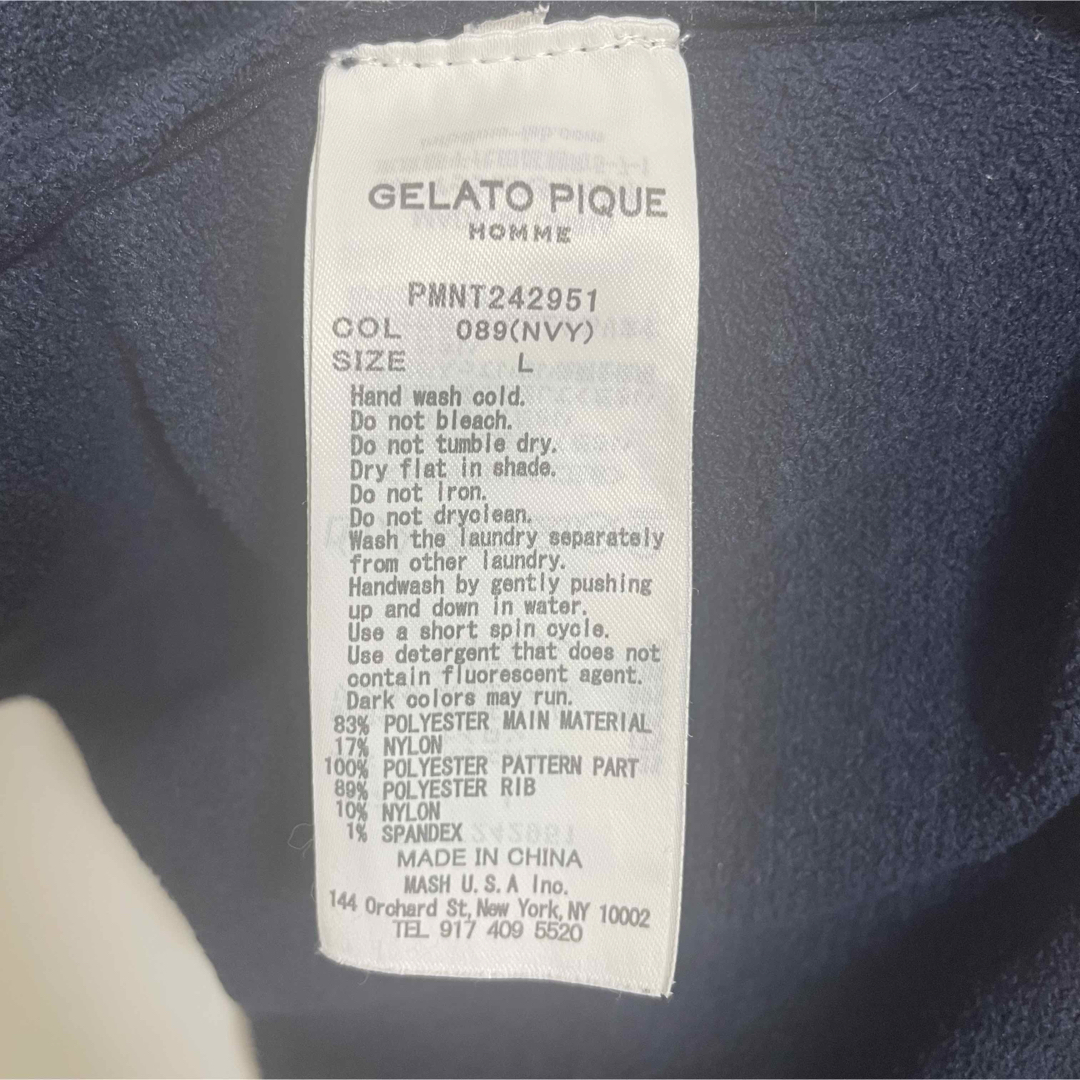 GELATO PIQUE
HOMME
PMNT242951
COL 089(NVY)
SIZE L
Hand wash cold.
Do not bleach.
Do not tumble dry.
Dry flat in shade.
Do not iron.
Do not dryclean.
Wash the laundry separately
from other laundry.
Handwash by gently pushing
up and down in water.
Use a short spin cycle.
Use detergent that does not
contain fluorescent agent.
Dark colors may run.
83% POLYESTER MAIN MATERIAL
17% NYLON
100% POLYESTER PATTERN PART
89% POLYESTER RIB
10% NYLON
1% SPANDEX
MADE IN CHINA
MASH U.S.A Inc.
144 Orchard St, New York, NY 10002
TEL 917 409 5520